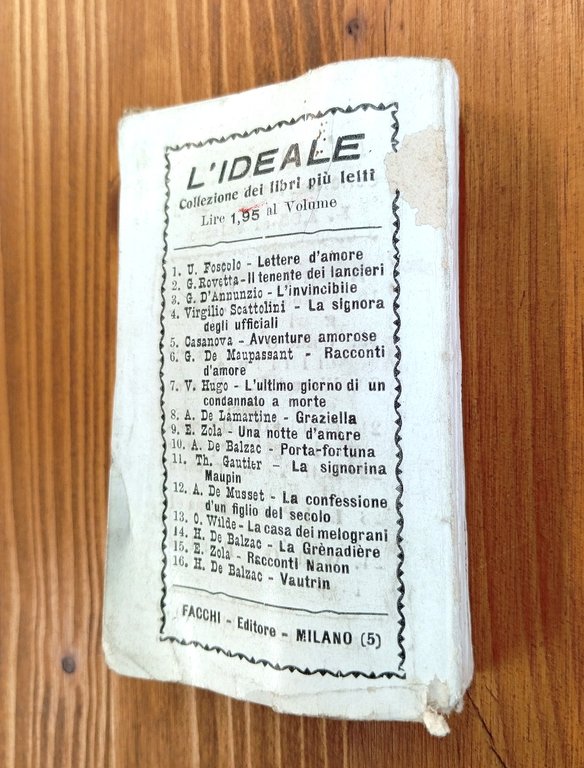 L'IDEALE
Collezione dei libri più letti
Lire 1,95 al Volume
1. U. Foscolo - Lettere d'amore
2. G. Rovetta - Il tenente dei lancieri
3. G. D'Annunzio - L'invincibile
4. Virgilio Scattolini - La signora
degli ufficiali
5. Casanova - Avventure amorose
6. G. De Maupassant - Racconti
d'amore
7. V. Hugo - L'ultimo giorno di un
condannato a morte
8. A. De Lamartine - Graziella
9. E. Zola - Una notte d'amore
10. A. De Balzac - Porta-fortuna
11. Th. Gautier - La signorina
Maupin
12. A. De Musset - La confessione
d'un figlio del secolo
13. O. Wilde - La casa dei melograni
14. H. De Balzac - La Grènadière
15. E. Zola - Racconti Nanon
16. H. De Balzac - Vautrin
FACCHI - Editore - MILANO (5)